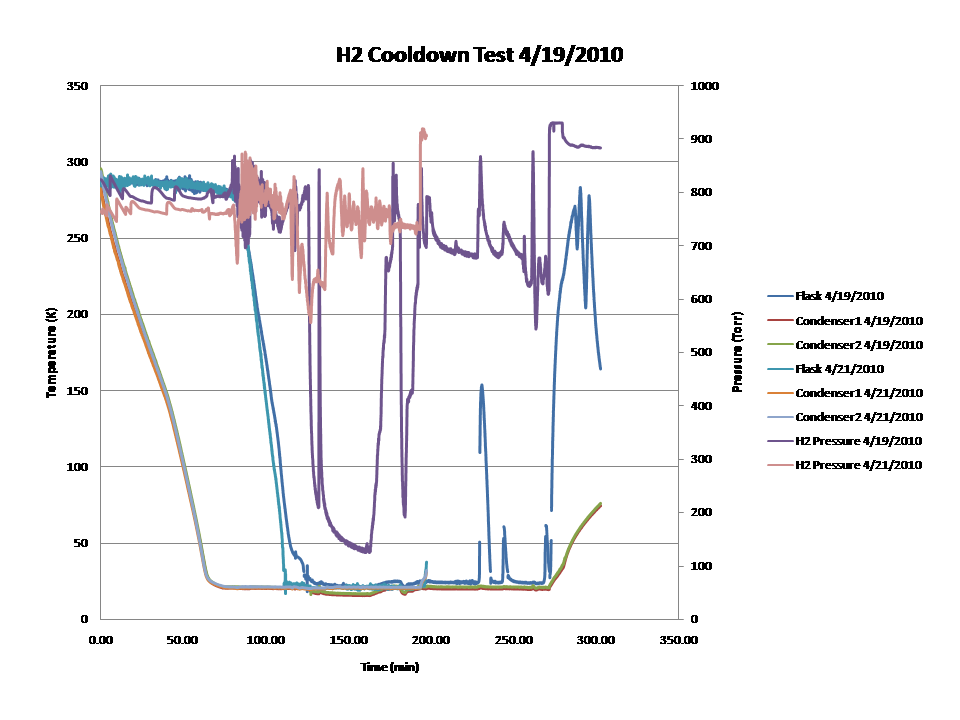 H2 Cooldown Test 4/19/2010
350
300
250
200
150
100
50
0
Temperature (K)
1000
900
800
700
600
500
400
300
200
100
0
Pressure (Torr)
0.00 50.00 100.00 150.00 200.00 250.00 300.00 350.00
Time (min)
Flask 4/19/2010
Condenser1 4/19/2010
Condenser2 4/19/2010
Flask 4/21/2010
Condenser1 4/21/2010
Condenser2 4/21/2010
H2 Pressure 4/19/2010
H2 Pressure 4/21/2010